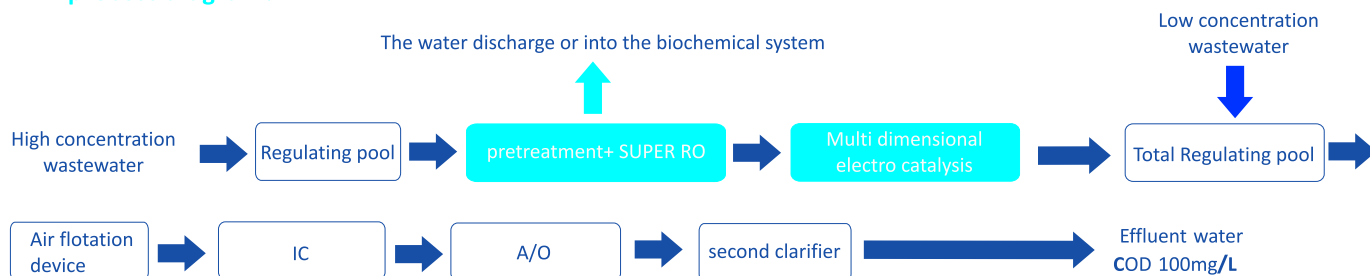 Low concentration
wastewater
The water discharge or into the biochemical system
High concentration
wastewater
Regulating pool
pretreatment+ SUPER RO
Multi dimensional
electro catalysis
Total Regulating pool
Air flotation
device
IC
A/O
second clarifier
Effluent water
COD 100mg/L